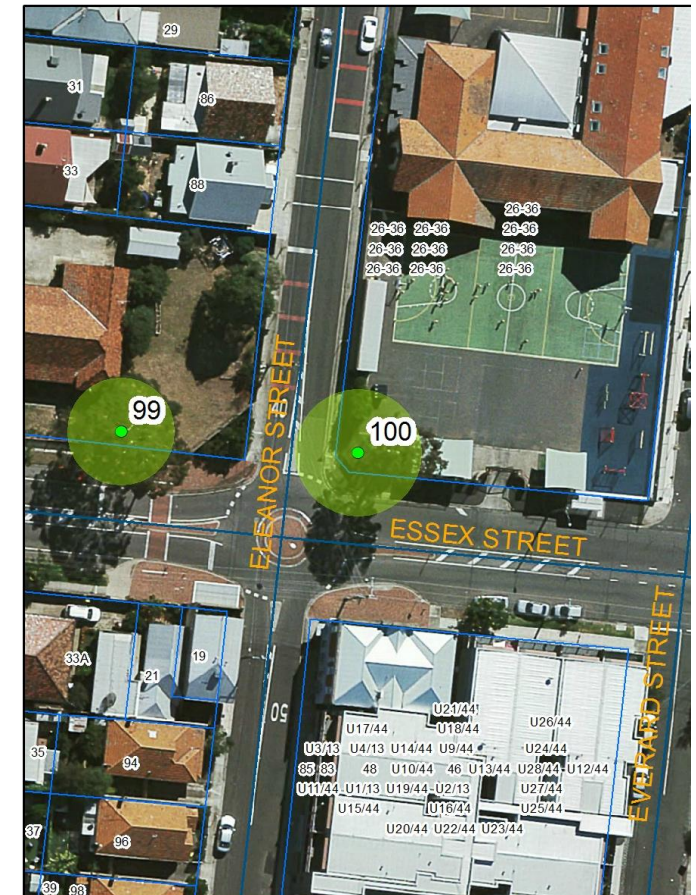 29
31
86
33
88
26-36
26-36 26-36 26-36
26-36 26-36 26-36
26-36 26-36 26-36
99
100
ELEANOR STREET
ESSEX STREET
EVERARD STREET
33A
21
19
50
35
94
37
96
39
98
U21/44
U17/44 U18/44 U26/44
U3/13 U4/13 U14/44 U9/44 U24/44
85 83 48 U10/44 46 U13/44 U28/44 U12/44
U11/44 U1/13 U19/44 U2/13 U27/44
U15/44 U16/44 U25/44
U20/44 U22/44 U23/44